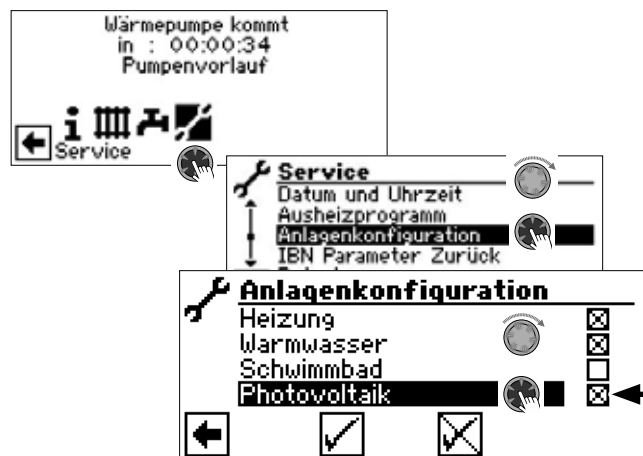 Wärmepumpe kommt
in : 00:00:34
Pumpenvorlauf
Service
Service
Datum und Uhrzeit
Ausheizprogramm
Anlagenkonfiguration
IBN Parameter Zurück
Anlagenkonfiguration
Heizung
Warmwasser
Schwimmbad
Photovoltaik